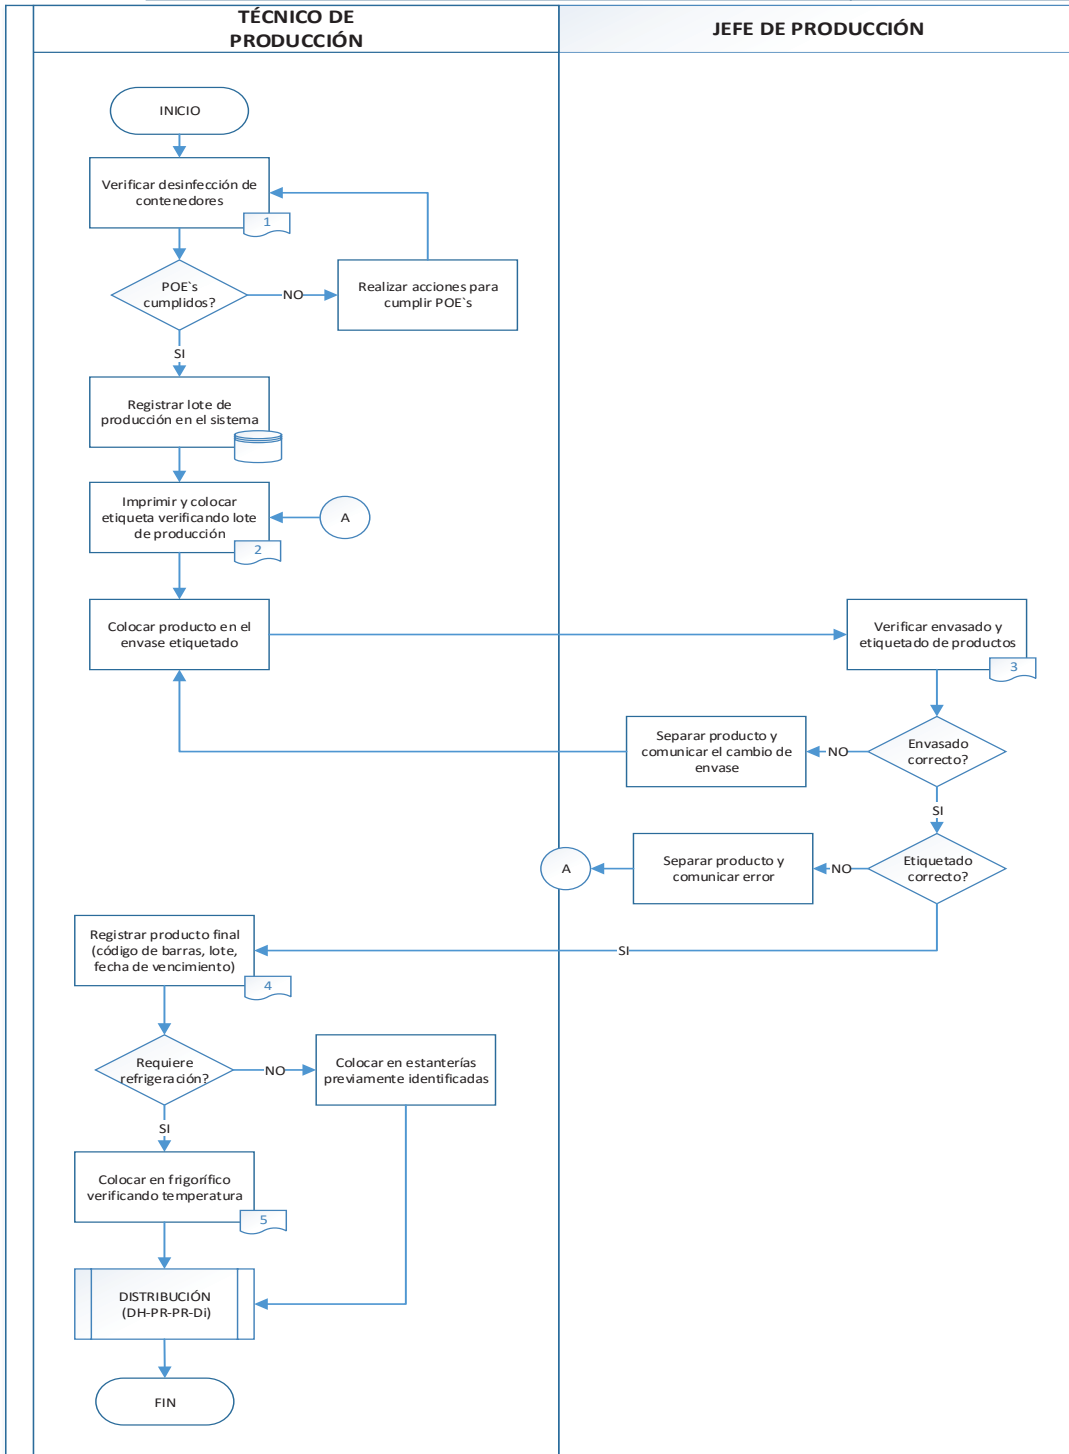 TÉCNICO DE
PRODUCCIÓN
JEFE DE PRODUCCIÓN
INICIO
Verificar desinfección de
contenedores
1
POE`s
cumplidos?
NO
Realizar acciones para
cumplir POE`s
SI
Registrar lote de
producción en el sistema
Imprimir y colocar
etiqueta verificando lote
de producción
2
A
Colocar producto en el
envase etiquetado
Verificar envasado y
etiquetado de productos
3
Envasado
correcto?
NO
Separar producto y
comunicar el cambio de
envase
SI
Etiquetado
correcto?
NO
Separar producto y
comunicar error
A
SI
Registrar producto final
(código de barras, lote,
fecha de vencimiento)
4
Requiere
refrigeración?
NO
Colocar en estanterías
previamente identificadas
SI
Colocar en frigorífico
verificando temperatura
5
DISTRIBUCIÓN
(DH-PR-PR-Di)
FIN